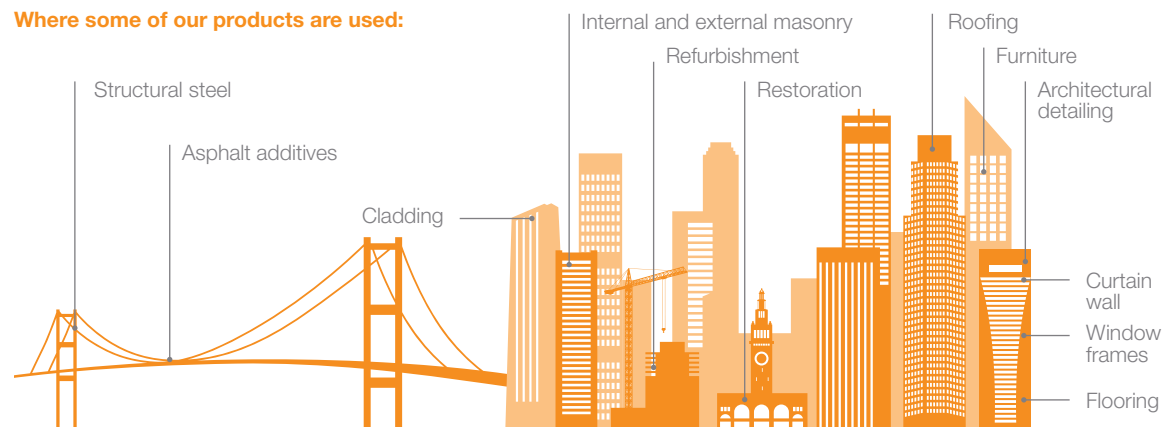 Where some of our products are used:
Structural steel
Asphalt additives
Cladding
Internal and external masonry
Refurbishment
Restoration
Roofing
Furniture
Architectural
detailing
Curtain
wall
Window
frames
Flooring